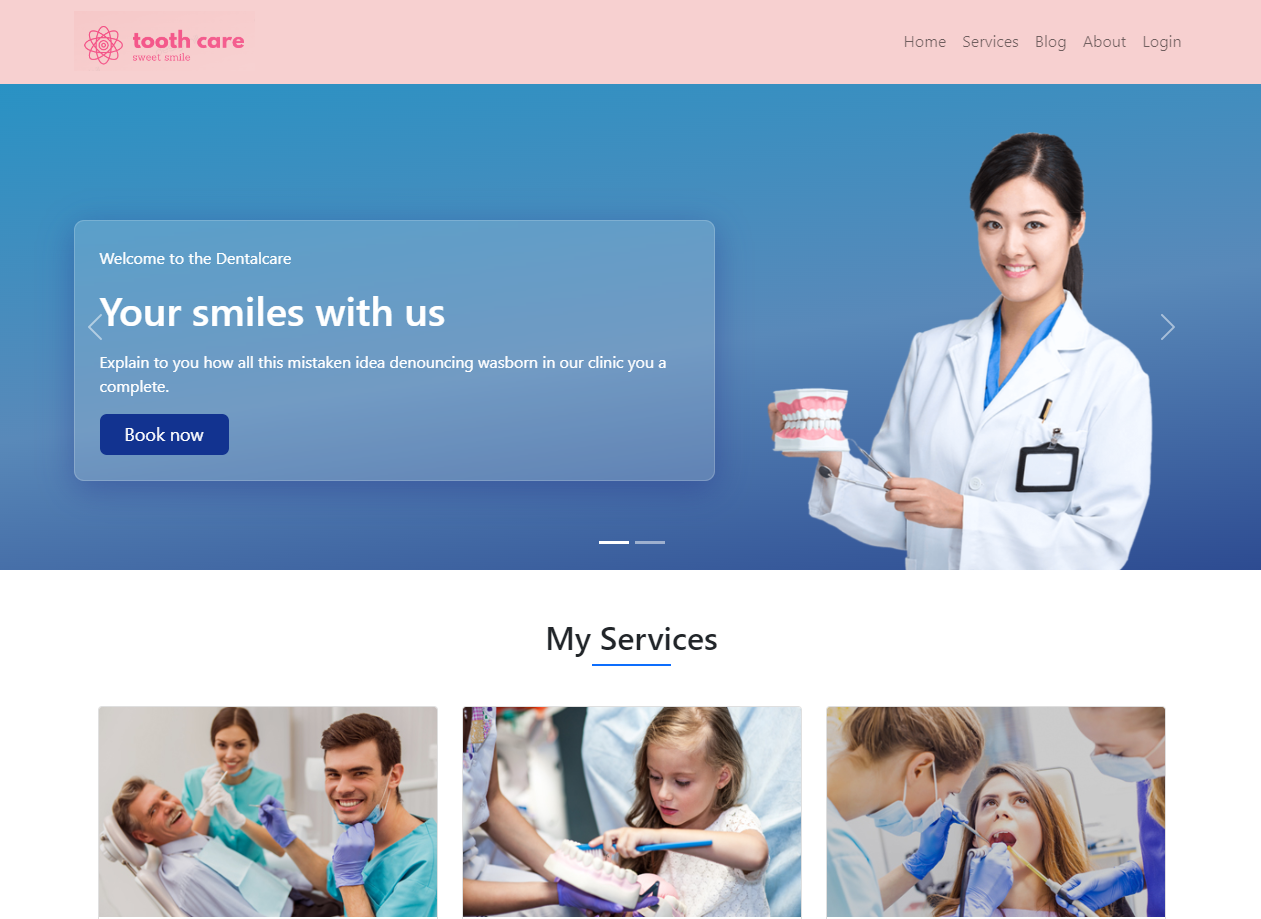 tooth care
sweet smile
Home Services Blog About Login
Welcome to the Dentalcare
Your smiles with us
Explain to you how all this mistaken idea denouncing wasborn in our clinic you a
complete.
Book now
My Services